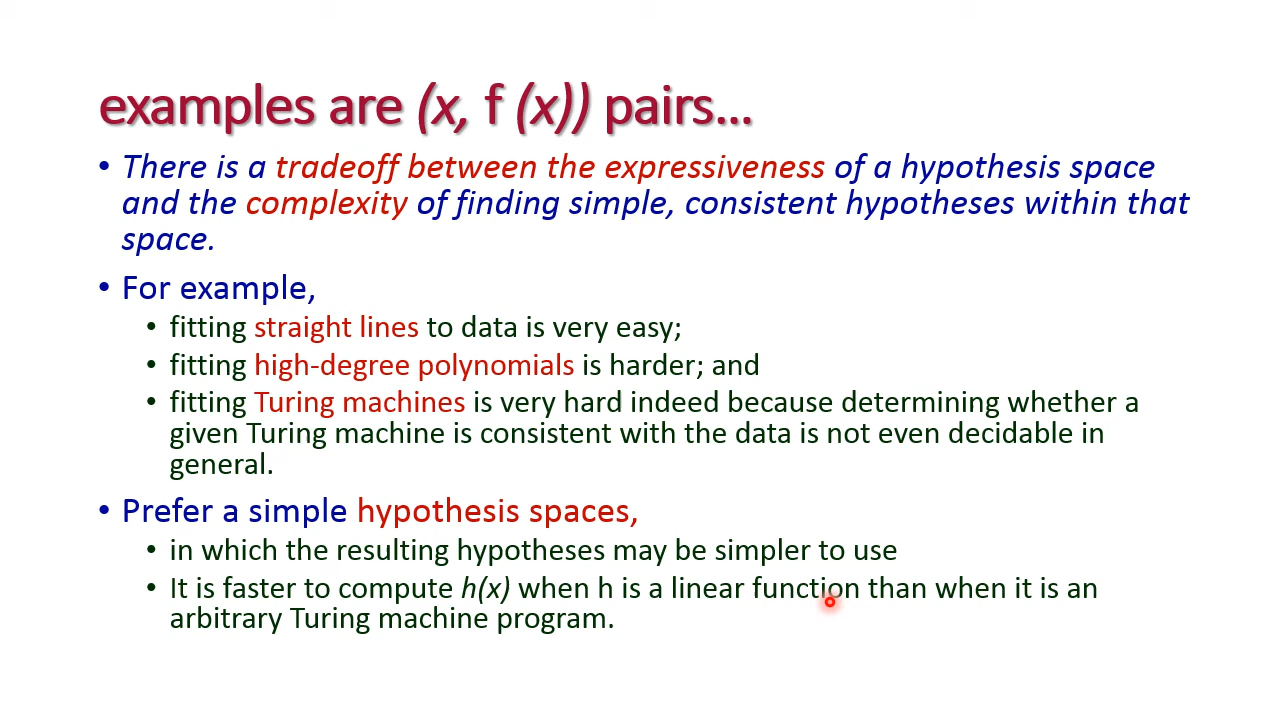 examples are (x, f (x)) pairs...
• There is a tradeoff between the expressiveness of a hypothesis space
and the complexity of finding simple, consistent hypotheses within that
space.
• For example,
• fitting straight lines to data is very easy;
• fitting high-degree polynomials is harder; and
• fitting Turing machines is very hard indeed because determining whether a
given Turing machine is consistent with the data is not even decidable in
general.
• Prefer a simple hypothesis spaces,
• in which the resulting hypotheses may be simpler to use
• It is faster to compute h(x) when h is a linear function than when it is an
arbitrary Turing machine program.